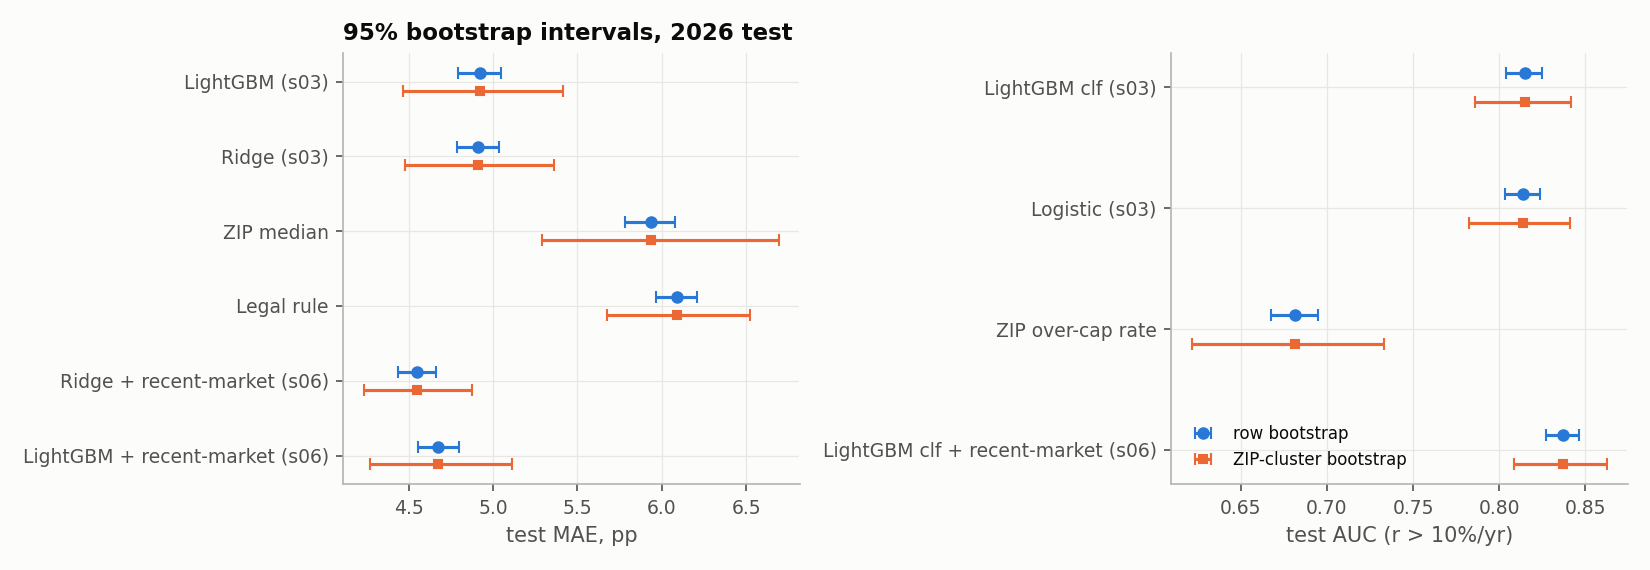 95% bootstrap intervals, 2026 test
LightGBM (s03)
Ridge (s03)
ZIP median
Legal rule
Ridge + recent-market (s06)
LightGBM + recent-market (s06)
4.5 5.0 5.5 6.0 6.5
test MAE, pp
LightGBM clf (s03)
Logistic (s03)
ZIP over-cap rate
LightGBM clf + recent-market (s06)
row bootstrap
ZIP-cluster bootstrap
0.65 0.70 0.75 0.80 0.85
test AUC (r > 10%/yr)